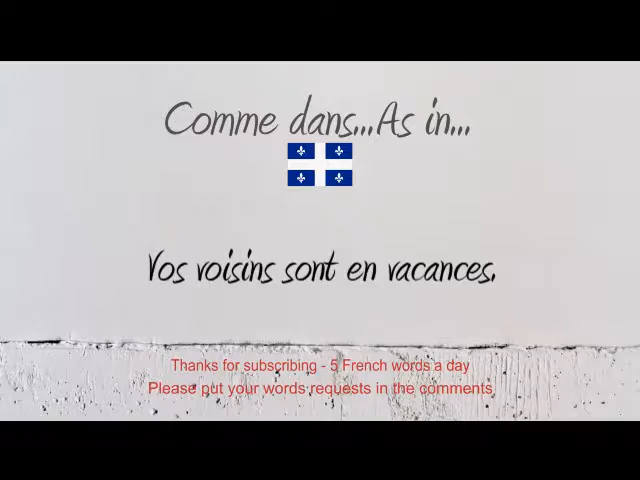 Comme dans...As in...
Vos voisins sont en vacances.
Thanks for subscribing - 5 French words a day
Please put your words requests in the comments